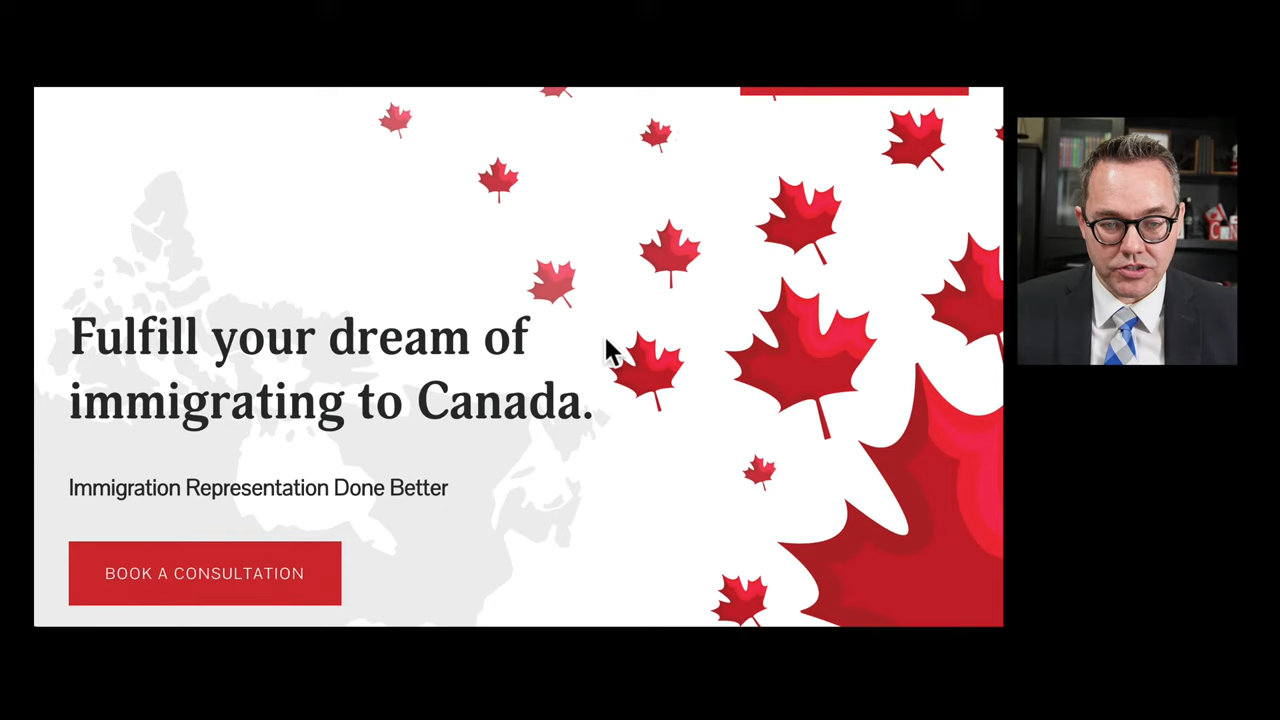 Fulfill your dream of
immigrating to Canada.
Immigration Representation Done Better
BOOK A CONSULTATION